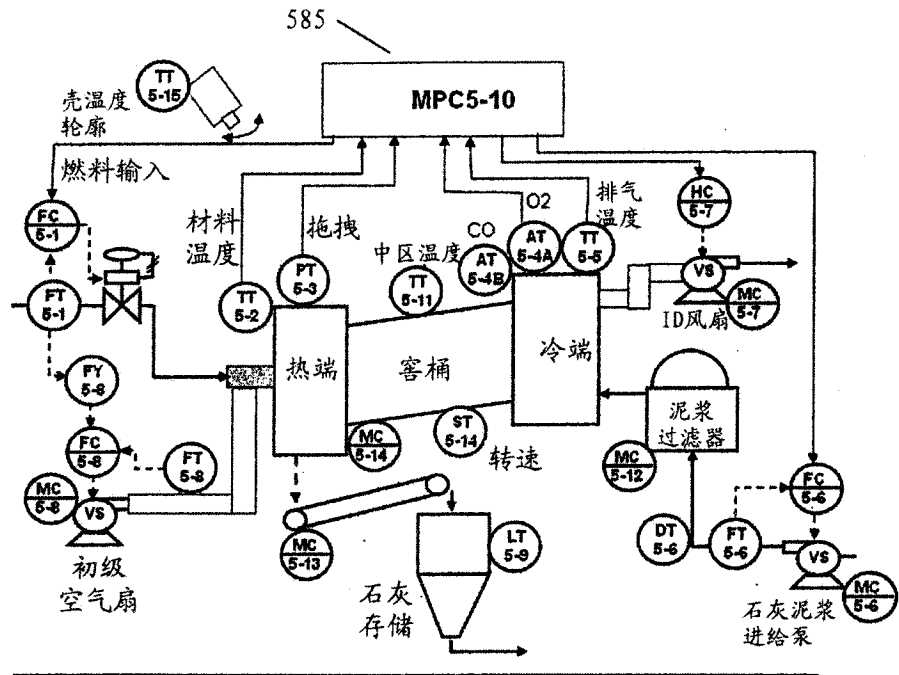 585
MPC5-10
TT
5-15
壳温度
轮廓
燃料输入
FC
5-1
FT
5-1
材料
温度
拖拽
CO
O2
排气
温度
HC
5-7
中区温度
PT
5-3
TT
5-2
TT
5-11
AT
5-4B
AT
5-4A
TT
5-5
VS
MC
5-7
ID风扇
热端
窖桶
冷端
FY
5-8
FC
5-8
FT
5-8
MC
5-8
VS
初级
空气扇
MC
5-14
ST
5-14
转速
泥浆
过滤器
MC
5-12
FC
5-6
MC
5-13
LT
5-9
DT
5-6
FT
5-6
VS
MC
5-6
石灰
存储
石灰泥浆
进给泵